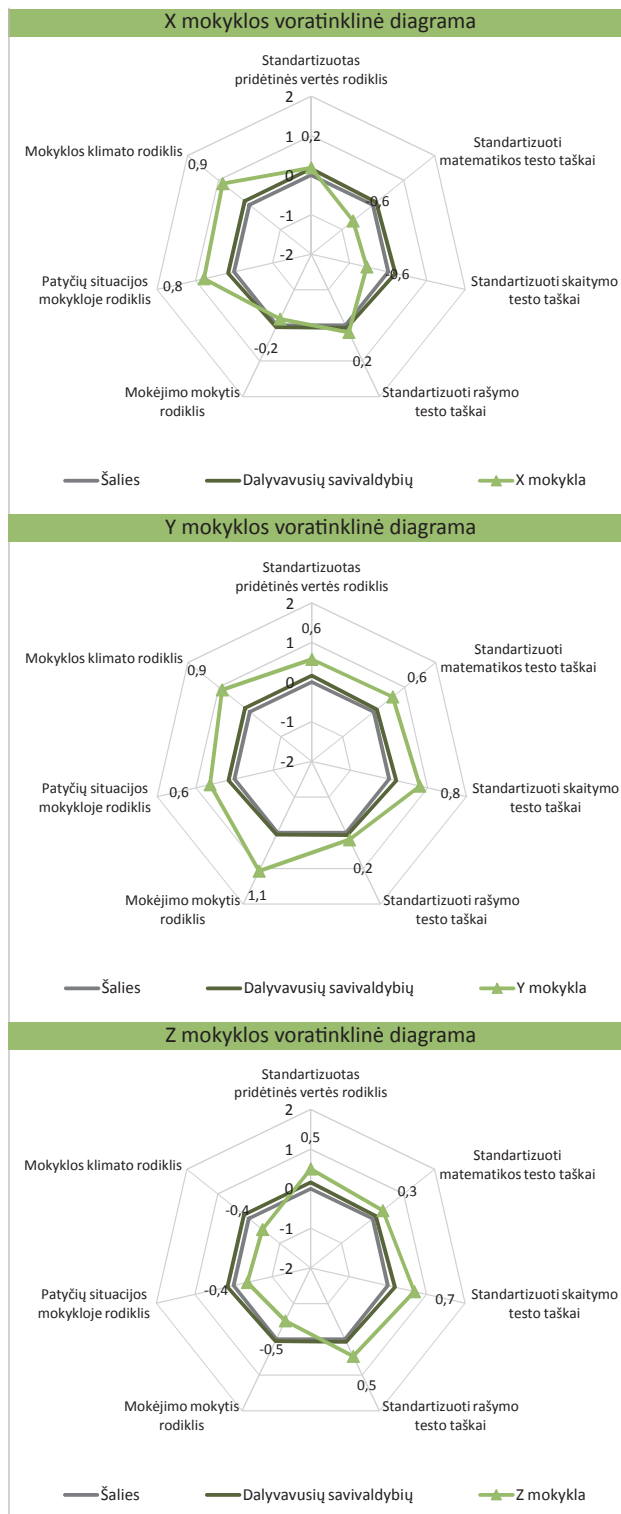 X mokyklos voratinklinė diagrama
Standartizuotas
pridėtinės vertės rodiklis
2
1
0,2
0
-1
-2
Standartizuoti
matematikos testo taškai
-0,6
Standartizuoti skaitymo
testo taškai
-0,6
Standartizuoti rašymo
testo taškai
0,2
Mokėjimo mokytis
rodiklis
-0,2
Patyčių situacijos
mokykloje rodiklis
0,8
Mokyklos klimato rodiklis
0,9
Šalies
Dalyvavusių savivaldybių
X mokykla
Y mokyklos voratinklinė diagrama
Standartizuotas
pridėtinės vertės rodiklis
2
0,6
1
0
-1
-2
Standartizuoti
matematikos testo taškai
0,6
Standartizuoti skaitymo
testo taškai
0,8
Standartizuoti rašymo
testo taškai
0,2
Mokėjimo mokytis
rodiklis
1,1
Patyčių situacijos
mokykloje rodiklis
0,6
Mokyklos klimato rodiklis
0,9
Šalies
Dalyvavusių savivaldybių
Y mokykla
Z mokyklos voratinklinė diagrama
Standartizuotas
pridėtinės vertės rodiklis
2
0,5
1
0
-1
-2
Standartizuoti
matematikos testo taškai
0,3
Standartizuoti skaitymo
testo taškai
0,7
Standartizuoti rašymo
testo taškai
0,5
Mokėjimo mokytis
rodiklis
-0,5
Patyčių situacijos
mokykloje rodiklis
-0,4
Mokyklos klimato rodiklis
-0,4
Šalies
Dalyvavusių savivaldybių
Z mokykla